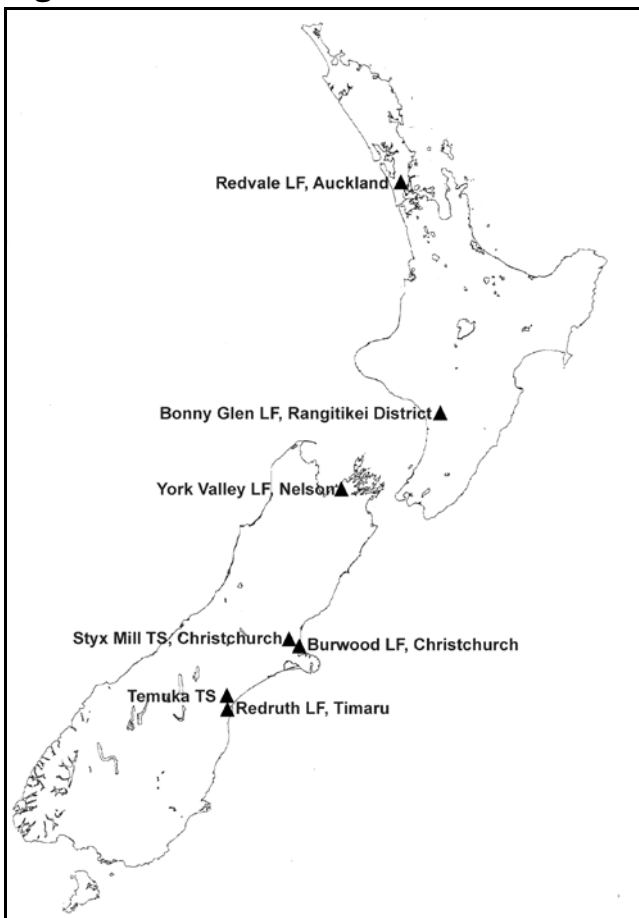 Redvale LF, Auckland
Bonny Glen LF, Rangitikei District
York Valley LF, Nelson
Styx Mill TS, Christchurch
Burwood LF, Christchurch
Temuka TS
Redruth LF, Timaru